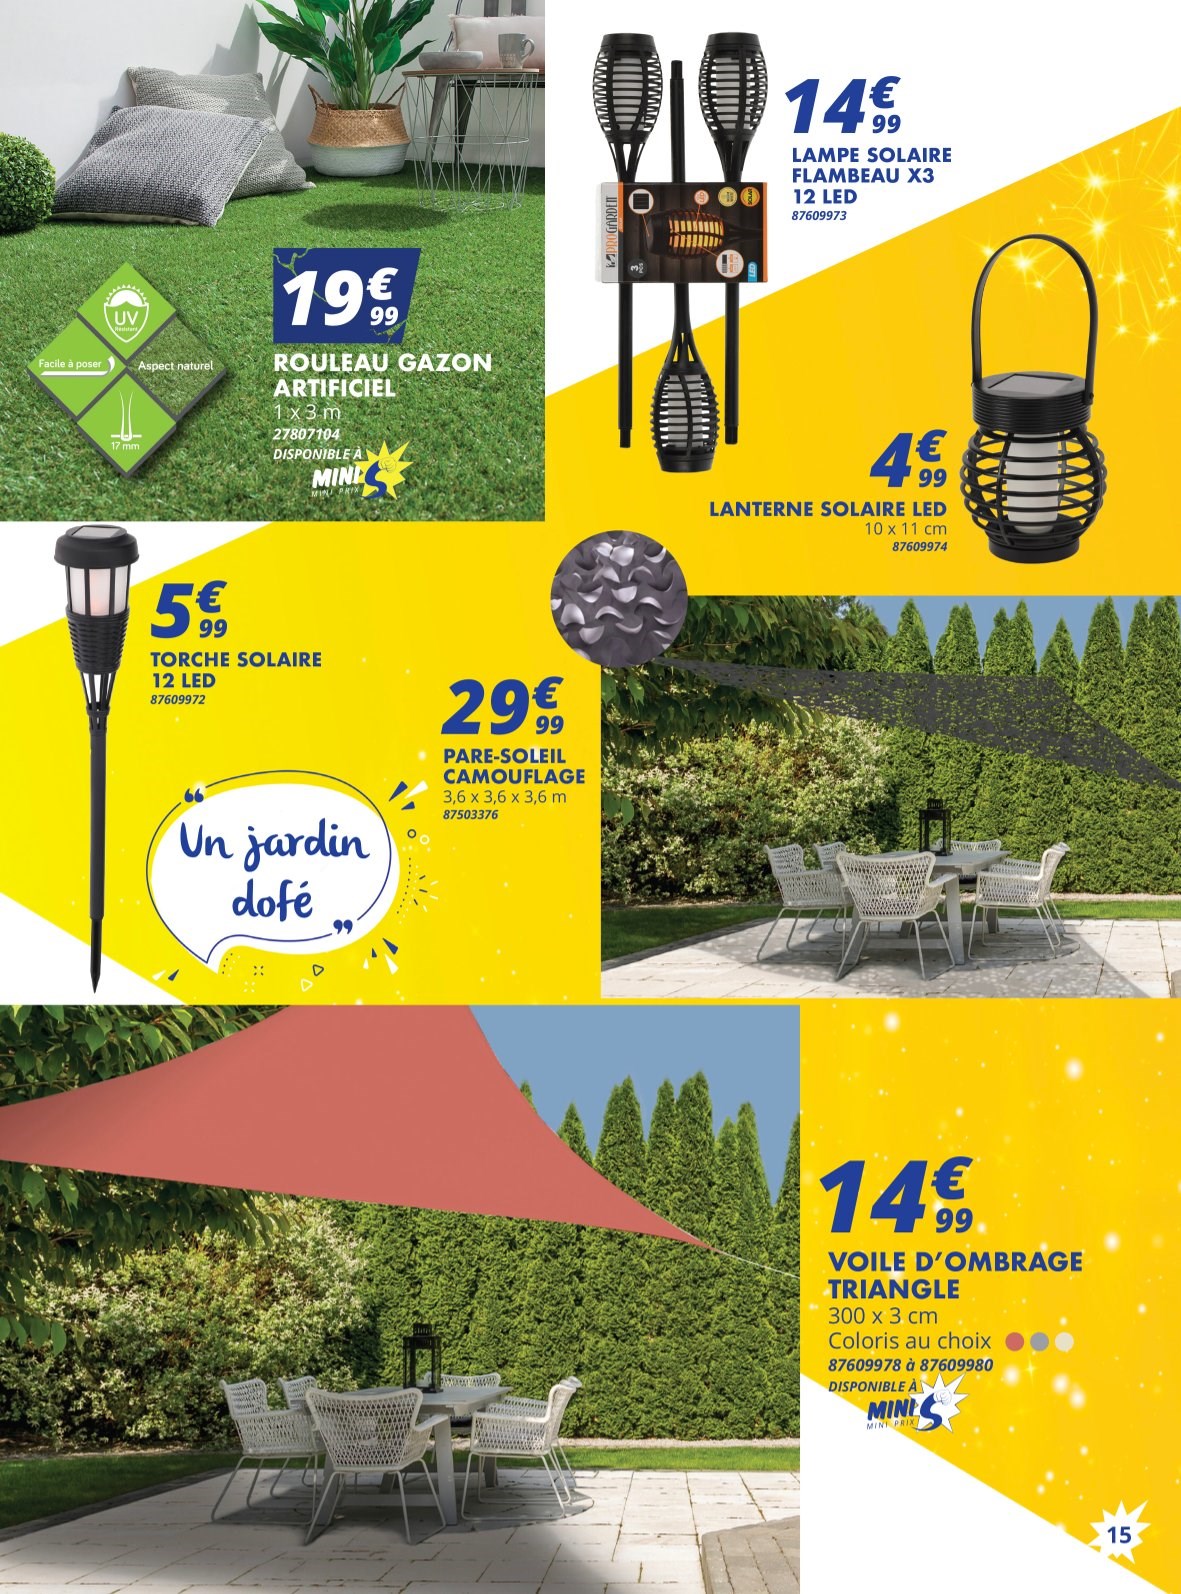 19€99
ROULEAU GAZON
ARTIFICIEL
1 x 3 m
27807104
DISPONIBLE À
MINI S
MINI PRIX
UV
Résistant
Facile à poser
Aspect naturel
17 mm
14€99
LAMPE SOLAIRE
FLAMBEAU X3
12 LED
87609973
PROGARDEN
3
PCS
LED
4€99
LANTERNE SOLAIRE LED
10 x 11 cm
87609974
5€99
TORCHE SOLAIRE
12 LED
87609972
29€99
PARE-SOLEIL
CAMOUFLAGE
3,6 x 3,6 x 3,6 m
87503376
“Un jardin
dofé”
14€99
VOILE D’OMBRAGE
TRIANGLE
300 x 3 cm
Coloris au choix
87609978 à 87609980
DISPONIBLE À
MINI S
MINI PRIX
15